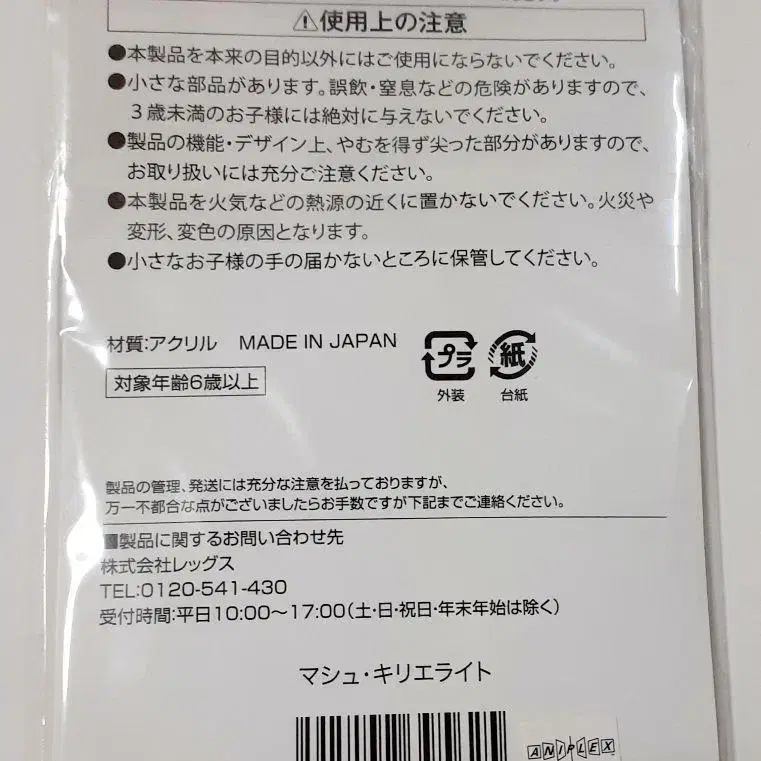 ⚠使用上の注意
●本製品を本来の目的以外にはご使用にならないでください。
●小さな部品があります。誤飲・窒息などの危険がありますので、
3歳未満のお子様には絶対に与えないでください。
●製品の機能・デザイン上、やむを得ず尖った部分がありますので、
お取り扱いには充分ご注意ください。
●本製品を火気などの熱源の近くに置かないでください。火災や
変形、変色の原因となります。
●小さなお子様の手の届かないところに保管してください。
材質:アクリル MADE IN JAPAN
プラ 紙
外装 台紙
対象年齢6歳以上
製品の管理、発送には充分な注意を払っておりますが、
万一不都合な点がございましたらお手数ですが下記までご連絡ください。
■製品に関するお問い合わせ先
株式会社レッグス
TEL:0120-541-430
受付時間:平日10:00〜17:00(土・日・祝日・年末年始は除く)
マシュ・キリエライト
ANIPLEX